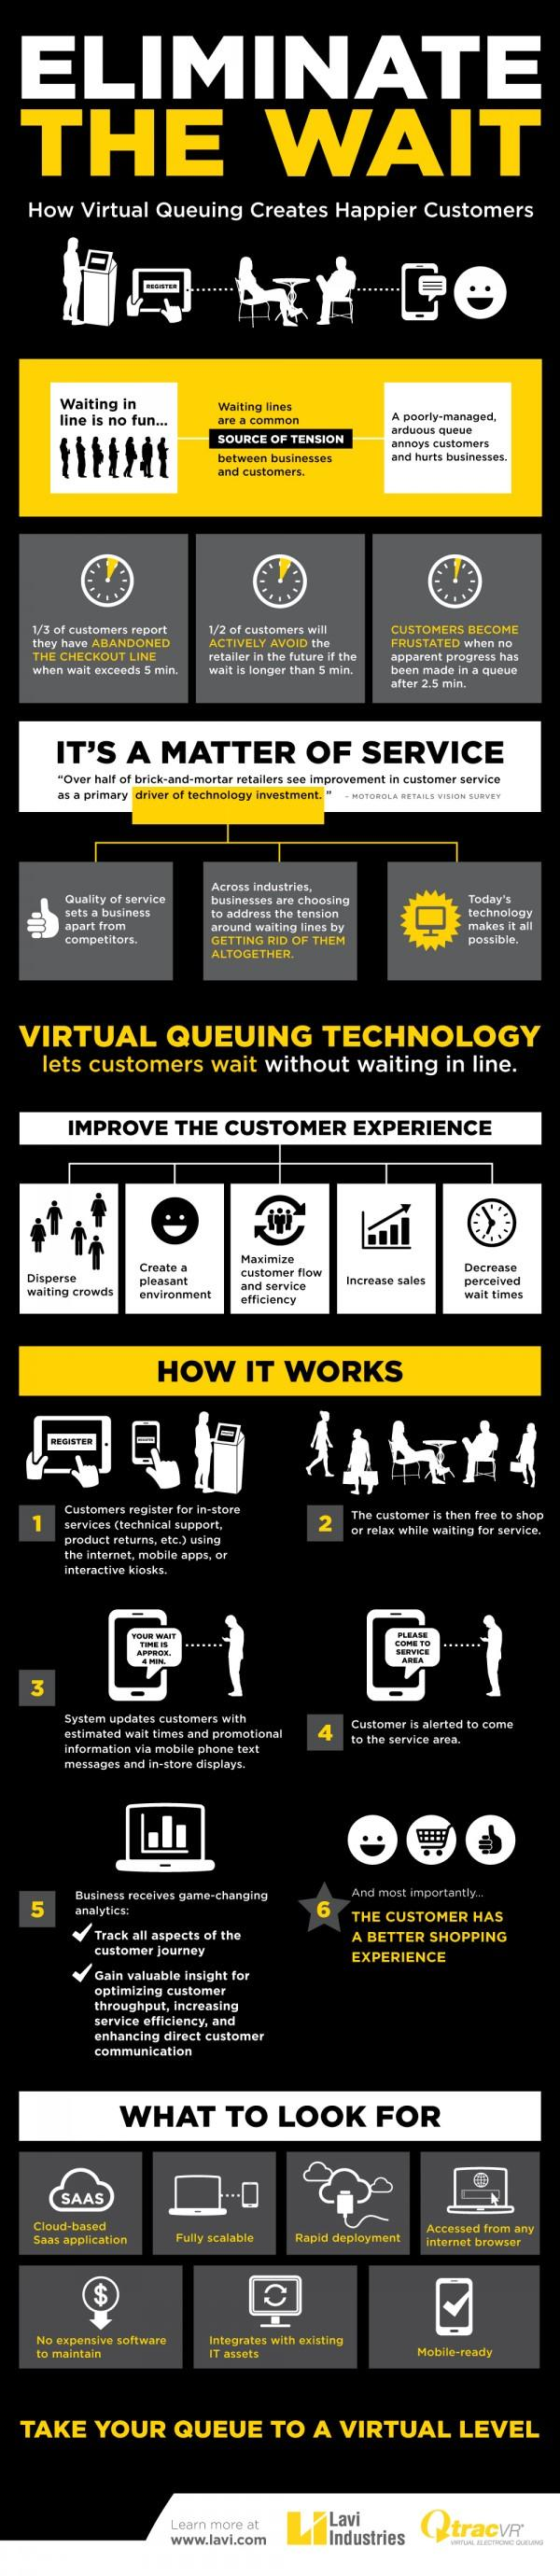 ELIMINATE
THE WAIT
How Virtual Queuing Creates Happier Customers
REGISTER
Waiting in
line is no fun...
Waiting lines
are a common
SOURCE OF TENSION
between businesses
and customers.
A poorly-managed,
arduous queue
annoys customers
and hurts businesses.
1/3 of customers report
they have ABANDONED
THE CHECKOUT LINE
when wait exceeds 5 min.
1/2 of customers will
ACTIVELY AVOID the
retailer in the future if the
wait is longer than 5 min.
CUSTOMERS BECOME
FRUSTATED when no
apparent progress has
been made in a queue
after 2.5 min.
IT'S A MATTER OF SERVICE
“Over half of brick-and-mortar retailers see improvement in customer service
as a primary driver of technology investment. ” – MOTOROLA RETAILS VISION SURVEY
Quality of service
sets a business
apart from
competitors.
Across industries,
businesses are choosing
to address the tension
around waiting lines by
GETTING RID OF THEM
ALTOGETHER.
Today's
technology
makes it all
possible.
VIRTUAL QUEUING TECHNOLOGY
lets customers wait without waiting in line.
IMPROVE THE CUSTOMER EXPERIENCE
Disperse
waiting crowds
Create a
pleasant
environment
Maximize
customer flow
and service
efficiency
Increase sales
Decrease
perceived
wait times
HOW IT WORKS
REGISTER
REGISTER
REGISTER
1
Customers register for in-store
services (technical support,
product returns, etc.) using
the internet, mobile apps, or
interactive kiosks.
2
The customer is then free to shop
or relax while waiting for service.
YOUR WAIT
TIME IS
APPROX.
4 MIN.
3
System updates customers with
estimated wait times and promotional
information via mobile phone text
messages and in-store displays.
PLEASE
COME TO
SERVICE
AREA
4
Customer is alerted to come
to the service area.
5
Business receives game-changing
analytics:
Track all aspects of the
customer journey
Gain valuable insight for
optimizing customer
throughput, increasing
service efficiency, and
enhancing direct customer
communication
6
And most importantly...
THE CUSTOMER HAS
A BETTER SHOPPING
EXPERIENCE
WHAT TO LOOK FOR
SAAS
Cloud-based
Saas application
Fully scalable
Rapid deployment
Accessed from any
internet browser
$
No expensive software
to maintain
Integrates with existing
IT assets
Mobile-ready
TAKE YOUR QUEUE TO A VIRTUAL LEVEL
Learn more at
www.lavi.com
Lavi
Industries
QtracVR
VIRTUAL ELECTRONIC QUEUING